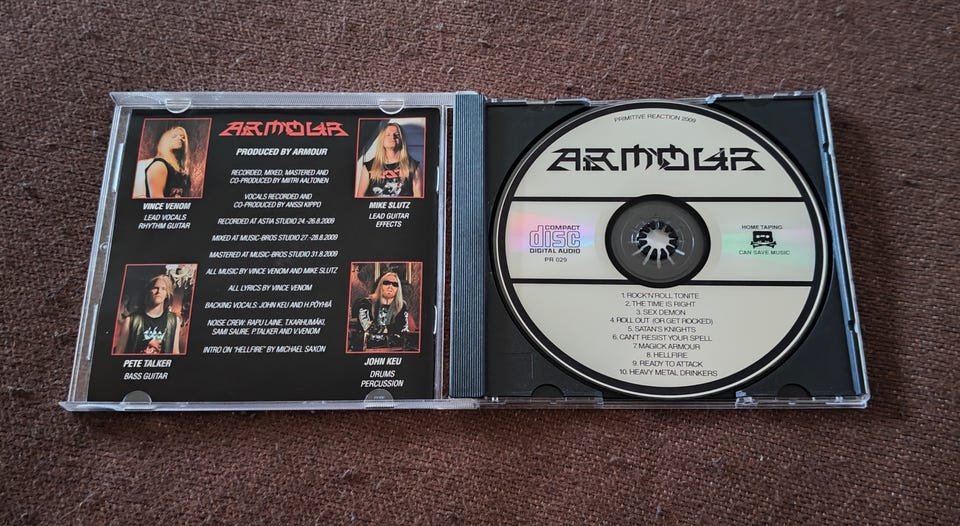 ARMOUR
PRODUCED BY ARMOUR
RECORDED, MIXED, MASTERED AND
CO-PRODUCED BY MIITRI AALTONEN
VOCALS RECORDED AND
CO-PRODUCED BY ANSSI KIPPO
RECORDED AT ASTIA STUDIO 24.-26.8.2009
MIXED AT MUSIC-BROS STUDIO 27.-28.8.2009
MASTERED AT MUSIC-BROS STUDIO 31.8.2009
ALL MUSIC BY VINCE VENOM AND MIKE SLUTZ
ALL LYRICS BY VINCE VENOM
BACKING VOCALS: JOHN KEU AND H.PÖYHIÄ
NOISE CREW: RAPU LAINE, T.KARHUMÄKI,
SAMI SAURE, P.TALKER AND V.VENOM
INTRO ON "HELLFIRE" BY MICHAEL SAXON
VINCE VENOM
LEAD VOCALS
RHYTHM GUITAR
MIKE SLUTZ
LEAD GUITAR
EFFECTS
PETE TALKER
BASS GUITAR
JOHN KEU
DRUMS
PERCUSSION
PRIMITIVE REACTION 2009
ARMOUR
COMPACT
disc
DIGITAL AUDIO
PR 029
HOME TAPING
CAN SAVE MUSIC
1. ROCK'N'ROLL TONITE
2. THE TIME IS RIGHT
3. SEX DEMON
4. ROLL OUT (OR GET ROCKED)
5. SATAN'S KNIGHTS
6. CAN'T RESIST YOUR SPELL
7. MAGICK ARMOUR
8. HELLFIRE
9. READY TO ATTACK
10. HEAVY METAL DRINKERS